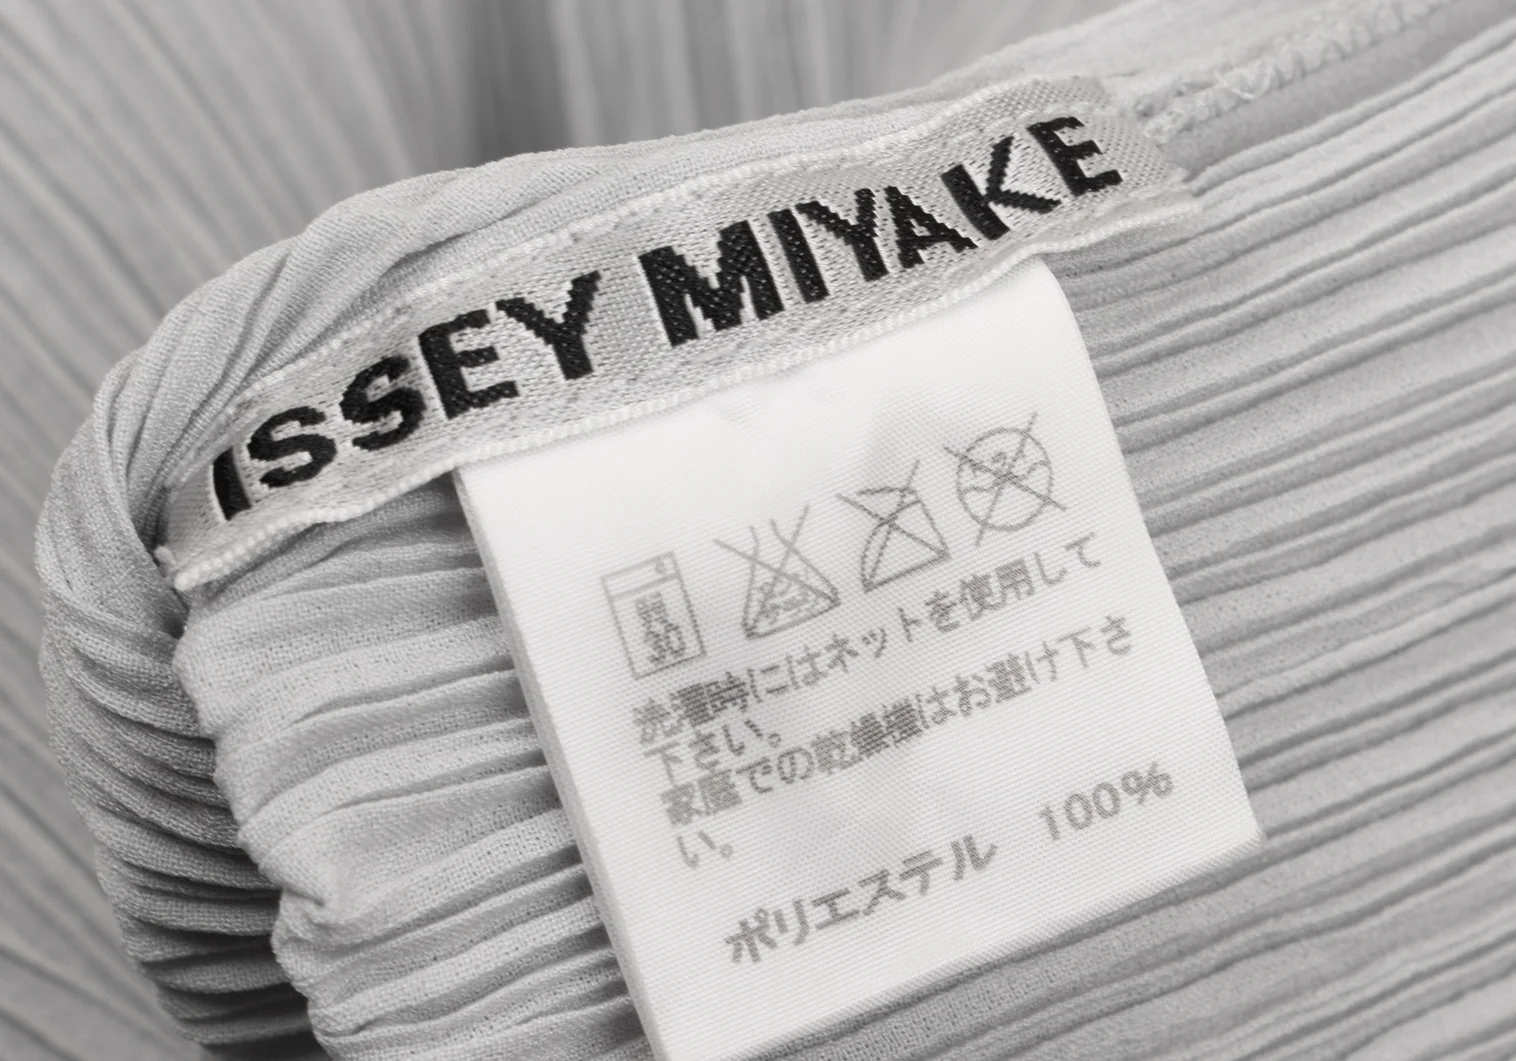 ISSEY MIYAKE
弱
30
洗濯時にはネットを使用して
下さい。
家庭での乾燥機はお避け下さ
い。
ポリエステル 100%